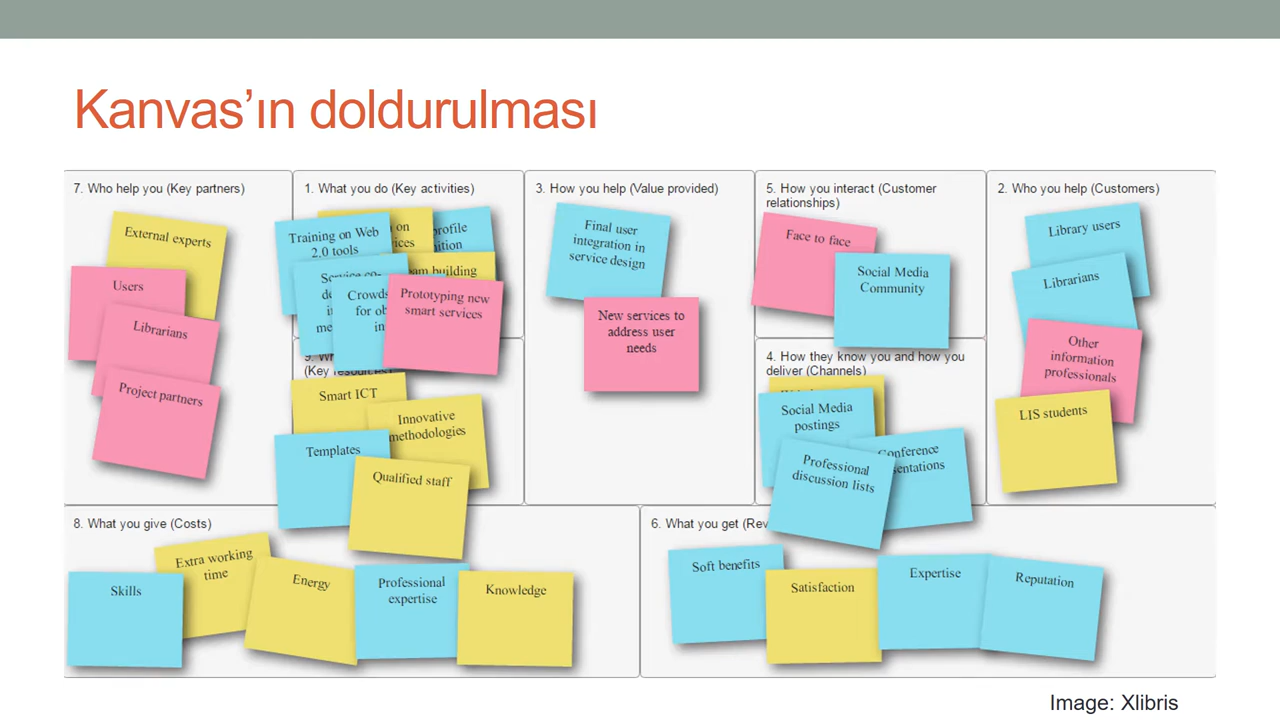 Kanvas’ın doldurulması
7. Who help you (Key partners)
External experts
Users
Librarians
Project partners
1. What you do (Key activities)
Training on Web
2.0 tools
on
profile
building
Prototyping new
smart services
9.
(Key resources)
Smart ICT
Innovative
methodologies
Templates
Qualified staff
3. How you help (Value provided)
Final user
integration in
service design
New services to
address user
needs
5. How you interact (Customer
relationships)
Face to face
Social Media
Community
4. How they know you and how you
deliver (Channels)
Social Media
postings
Professional
discussion lists
2. Who you help (Customers)
Library users
Librarians
Other
information
professionals
LIS students
8. What you give (Costs)
Skills
Extra working
time
Energy
Professional
expertise
Knowledge
6. What you get
Soft benefits
Satisfaction
Expertise
Reputation
Image: Xlibris